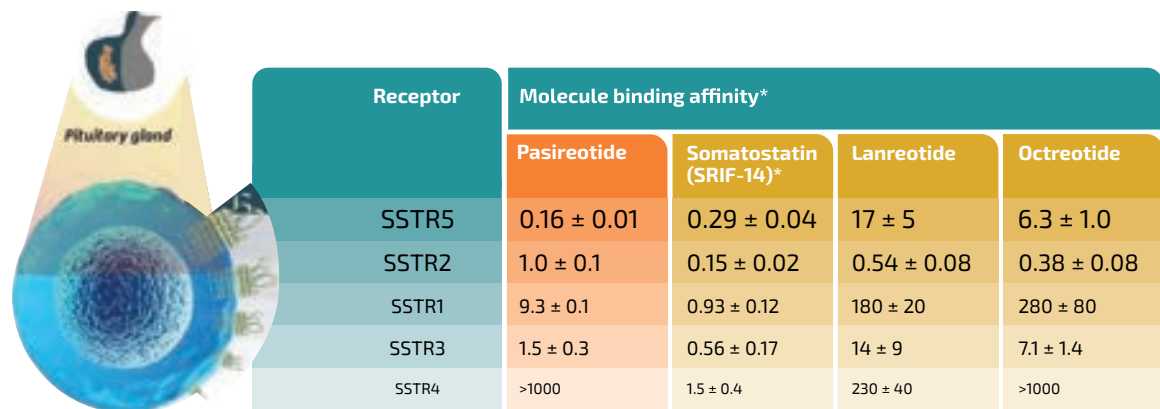 Pituitory gland
Receptor
Molecule binding affinity*
Pasireotide
Somatostatin
(SRIF-14)*
Lanreotide
Octreotide
SSTR5 0.16 ± 0.01 0.29 ± 0.04 17 ± 5 6.3 ± 1.0
SSTR2 1.0 ± 0.1 0.15 ± 0.02 0.54 ± 0.08 0.38 ± 0.08
SSTR1 9.3 ± 0.1 0.93 ± 0.12 180 ± 20 280 ± 80
SSTR3 1.5 ± 0.3 0.56 ± 0.17 14 ± 9 7.1 ± 1.4
SSTR4 >1000 1.5 ± 0.4 230 ± 40 >1000